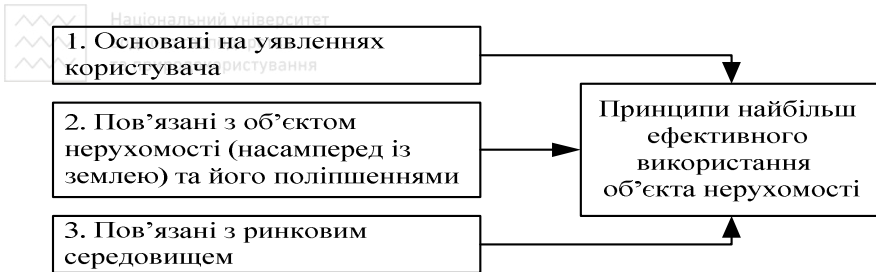 Національний університет
1. Основані на уявленнях
користувача
користування
2. Пов’язані з об’єктом
нерухомості (насамперед із
землею) та його поліпшеннями
3. Пов’язані з ринковим
середовищем
Принципи найбільш
ефективного
використання
об’єкта нерухомості